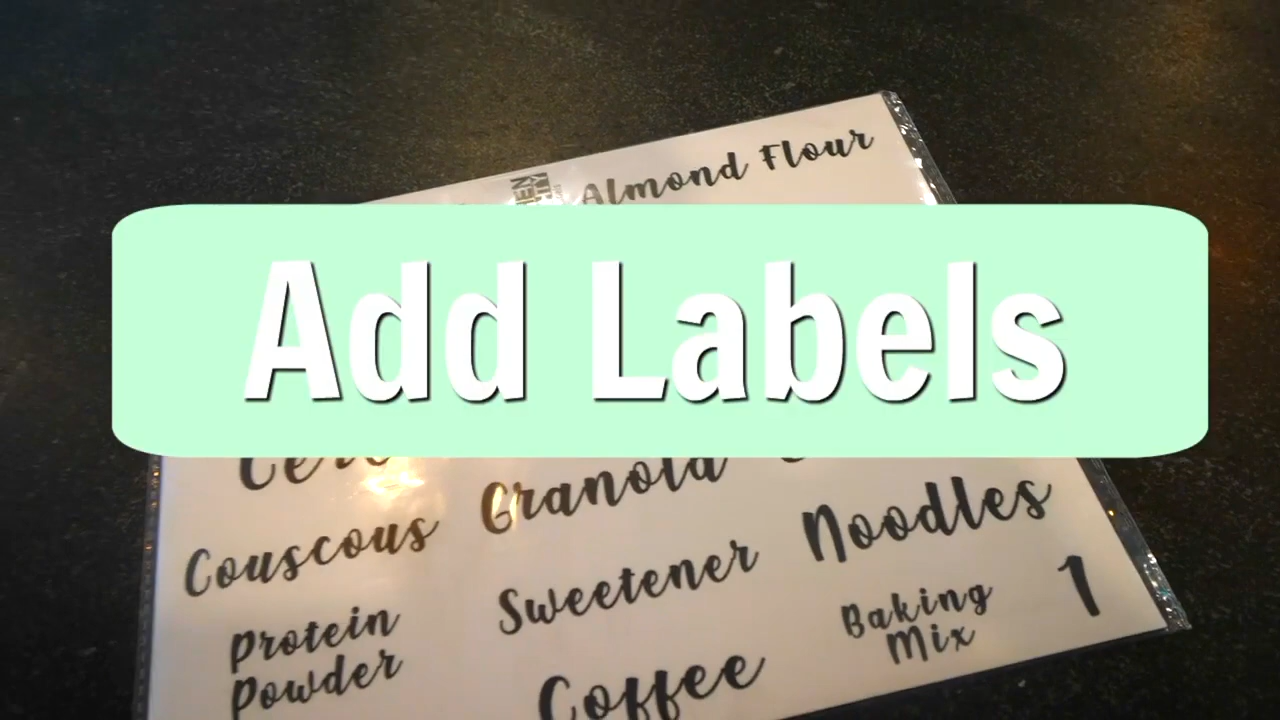 Almond Flour
Add Labels
Granola
Couscous
Noodles
Sweetener
Protein
Powder
Baking
Mix
1
Coffee